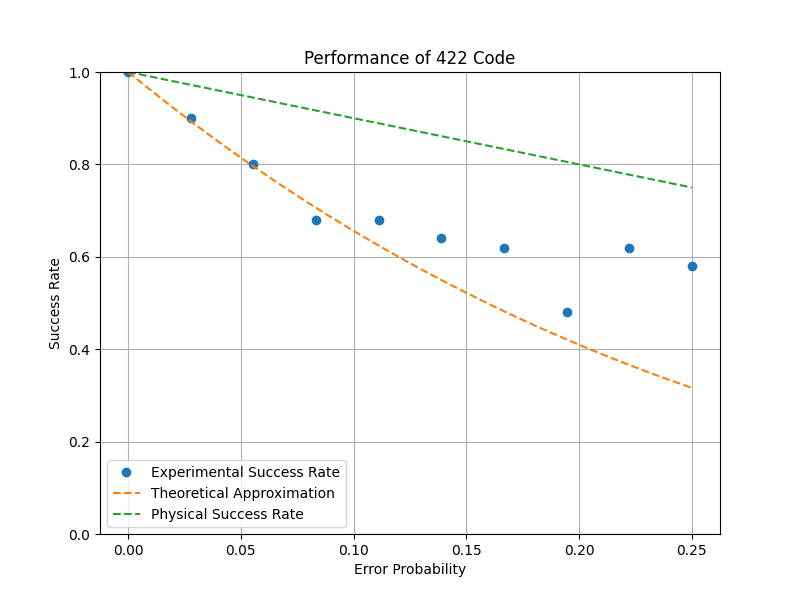 Performance of 422 Code
Success Rate
1.0
0.8
0.6
0.4
0.2
0.0
Experimental Success Rate
Theoretical Approximation
Physical Success Rate
0.00 0.05 0.10 0.15 0.20 0.25
Error Probability